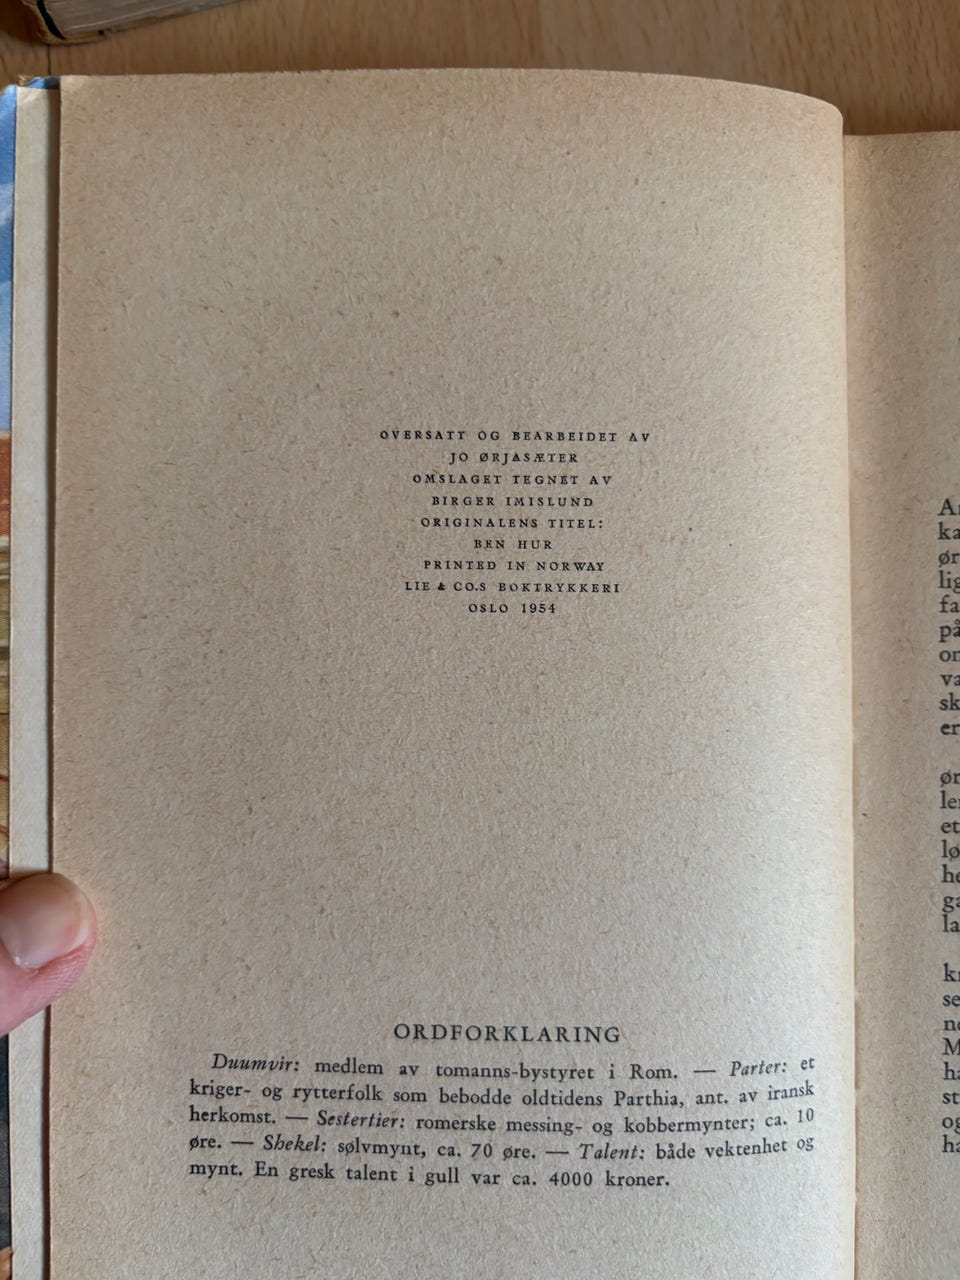 OVERSATT OG BEARBEIDET AV
JO ØRJASÆTER
OMSLAGET TEGNET AV
BIRGER IMISLUND
ORIGINALENS TITEL:
BEN HUR
PRINTED IN NORWAY
LIE & CO.S BOKTRYKKERI
OSLO 1954
ORDFORKLARING
Duumvir: medlem av tomanns-bystyret i Rom. — Parter: et
kriger- og rytterfolk som bebodde oldtidens Parthia, ant. av iransk
herkomst. — Sestertier: romerske messing- og kobbermynter; ca. 10
øre. — Shekel: sølvmynt, ca. 70 øre. — Talent: både vektenhet og
mynt. En gresk talent i gull var ca. 4000 kroner.